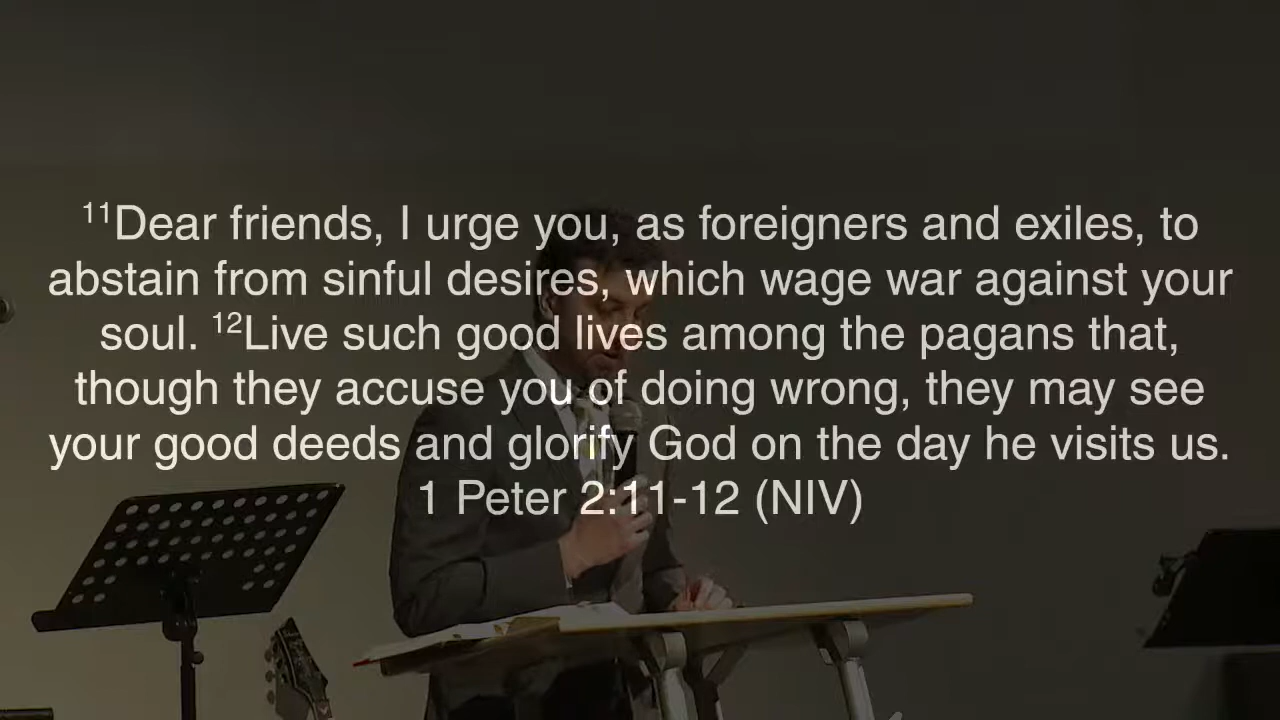 ¹¹Dear friends, I urge you, as foreigners and exiles, to
abstain from sinful desires, which wage war against your
soul. ¹²Live such good lives among the pagans that,
though they accuse you of doing wrong, they may see
your good deeds and glorify God on the day he visits us.
1 Peter 2:11-12 (NIV)